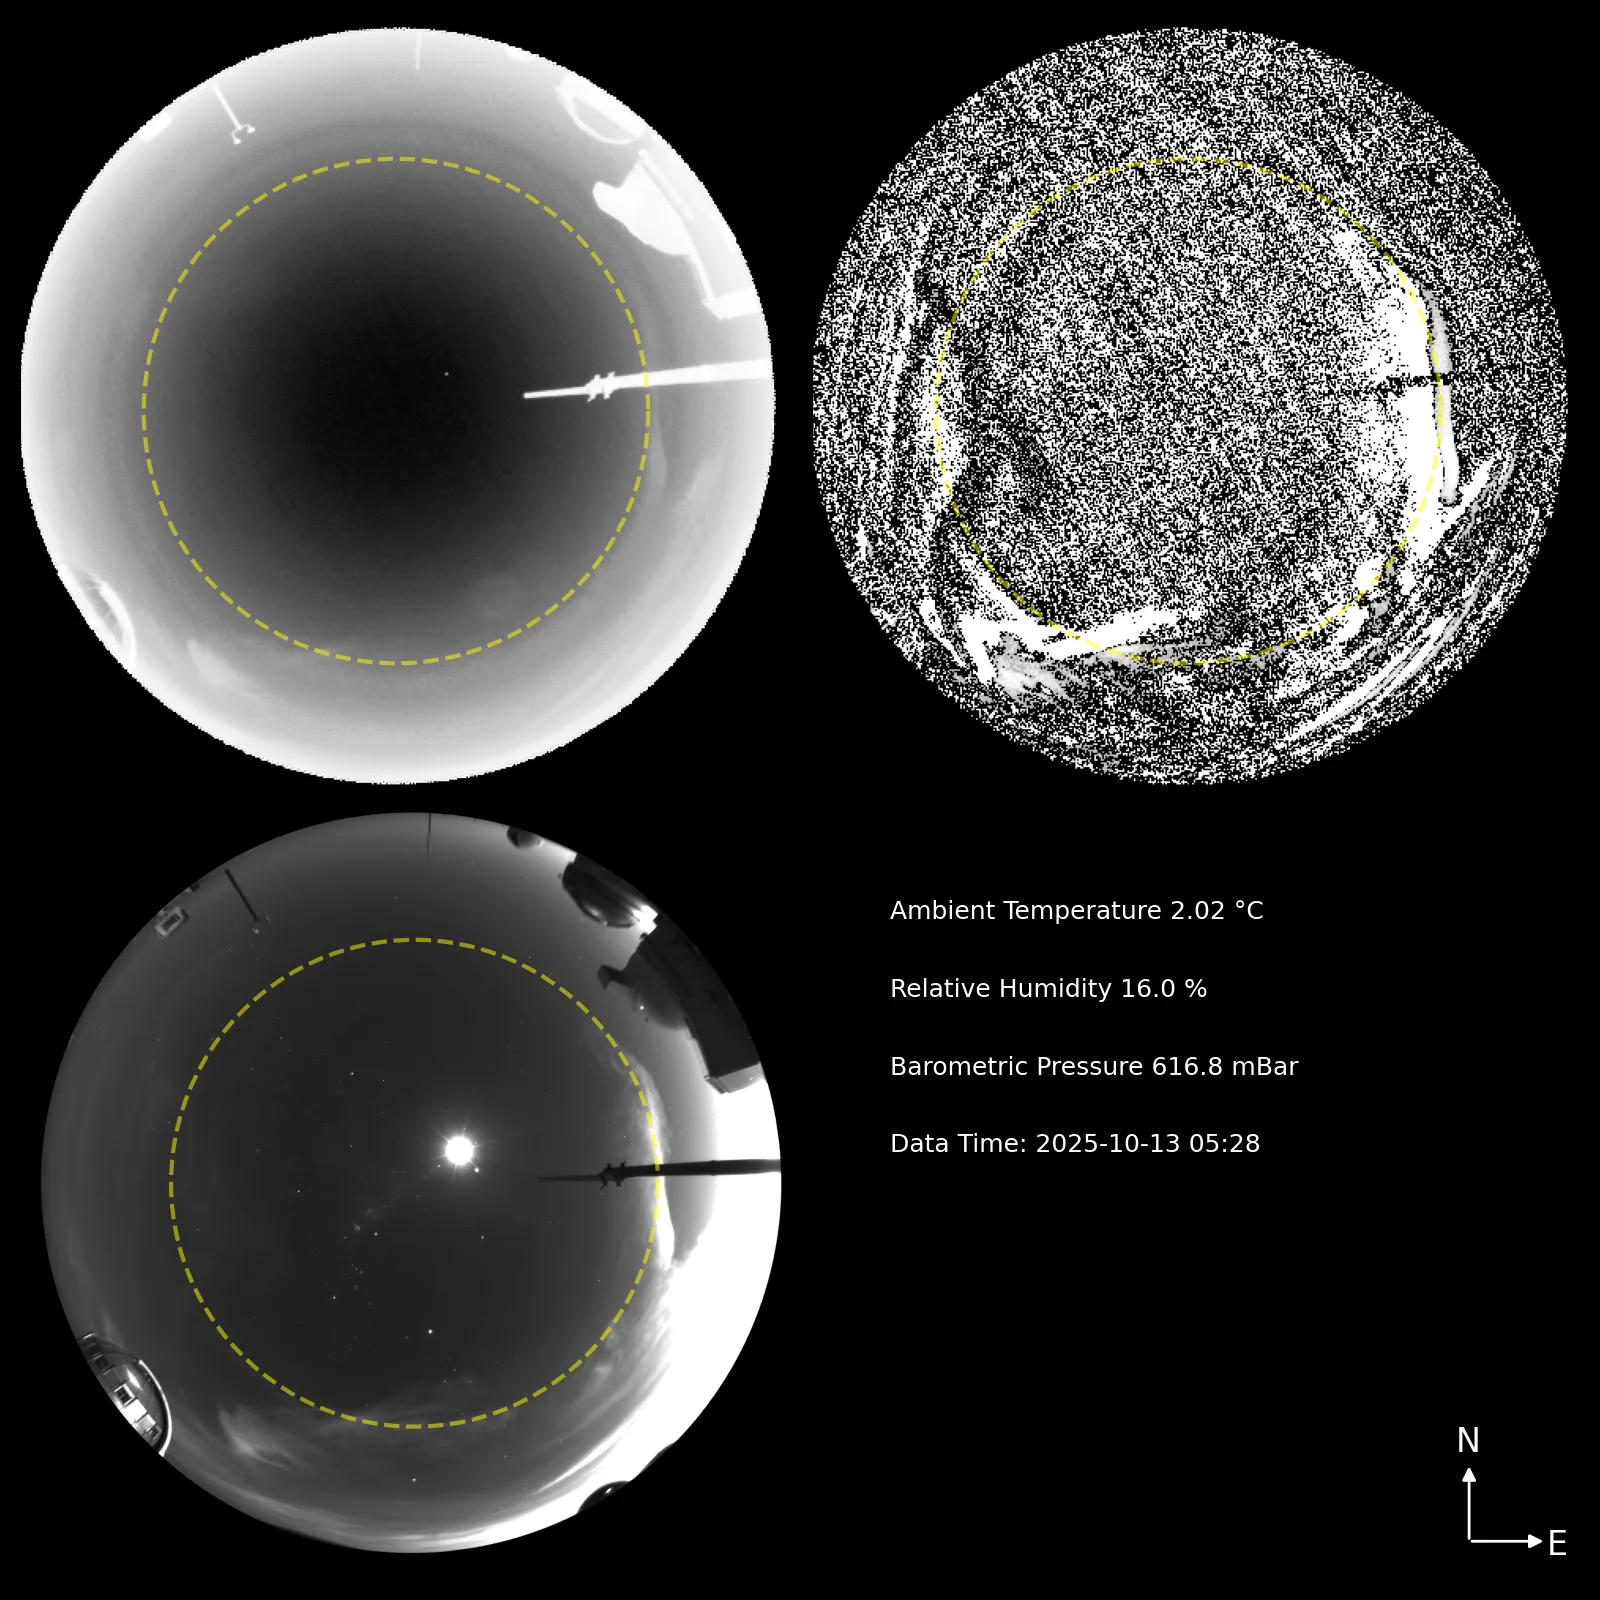 Ambient Temperature 2.02 °C
Relative Humidity 16.0 %
Barometric Pressure 616.8 mBar
Data Time: 2025-10-13 05:28
N
E